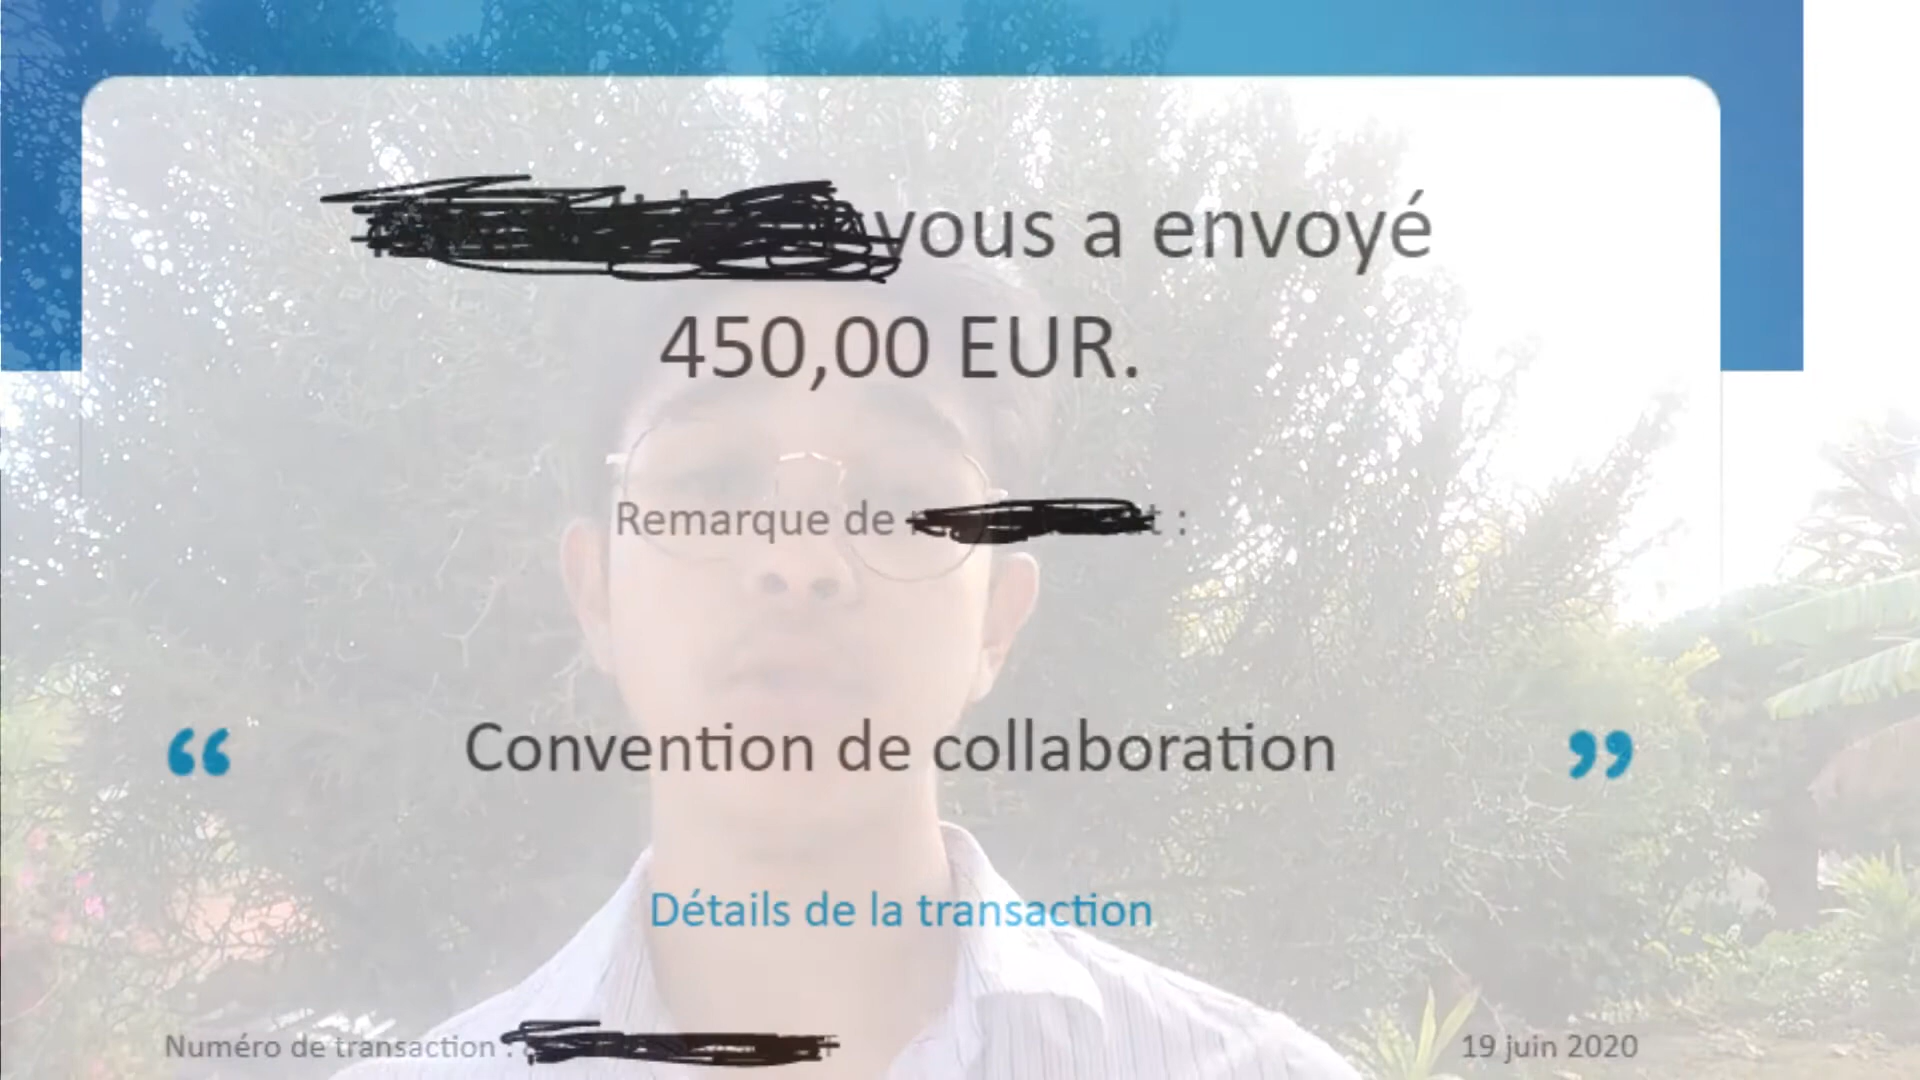 vous a envoyé
450,00 EUR.
Remarque de :
“ Convention de collaboration ”
Détails de la transaction
Numéro de transaction :
19 juin 2020